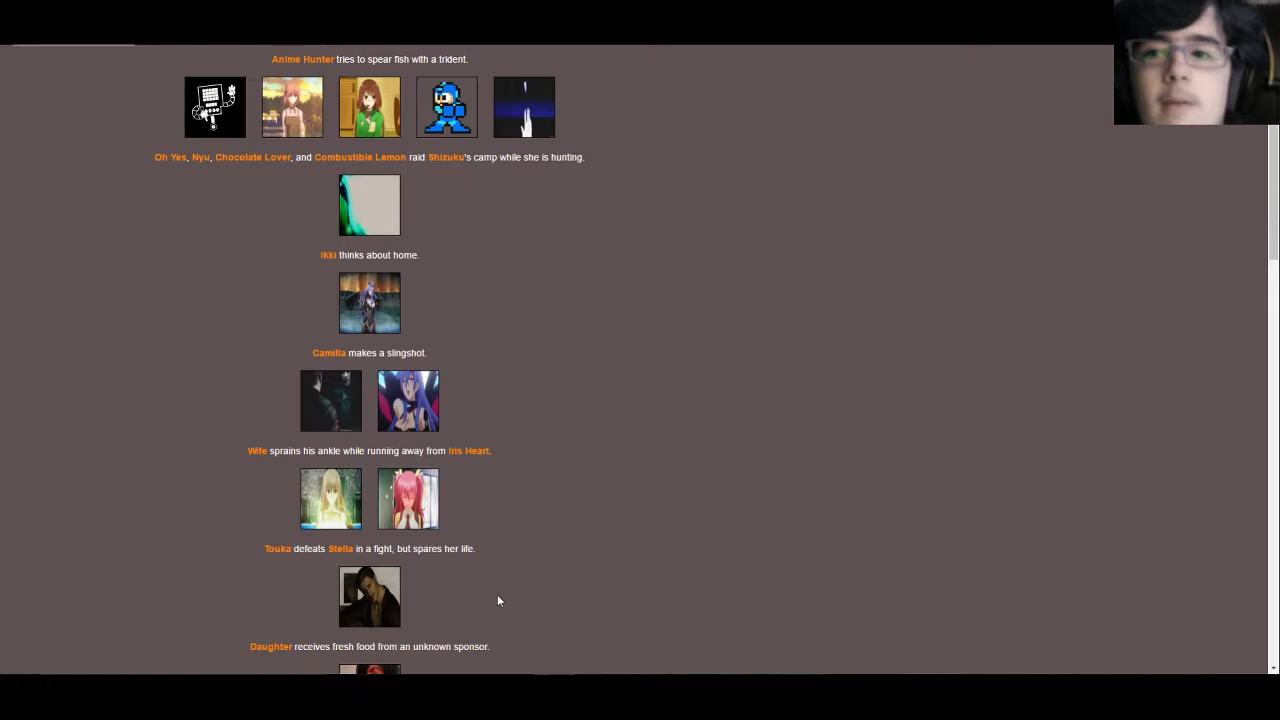 Anime Hunter tries to spear fish with a trident.
Oh Yes, Nyu, Chocolate Lover, and Combustible Lemon raid Shizuku's camp while she is hunting.
Ikki thinks about home.
Camilla makes a slingshot.
Wife sprains his ankle while running away from Iris Heart.
Touka defeats Stella in a fight, but spares her life.
Daughter receives fresh food from an unknown sponsor.